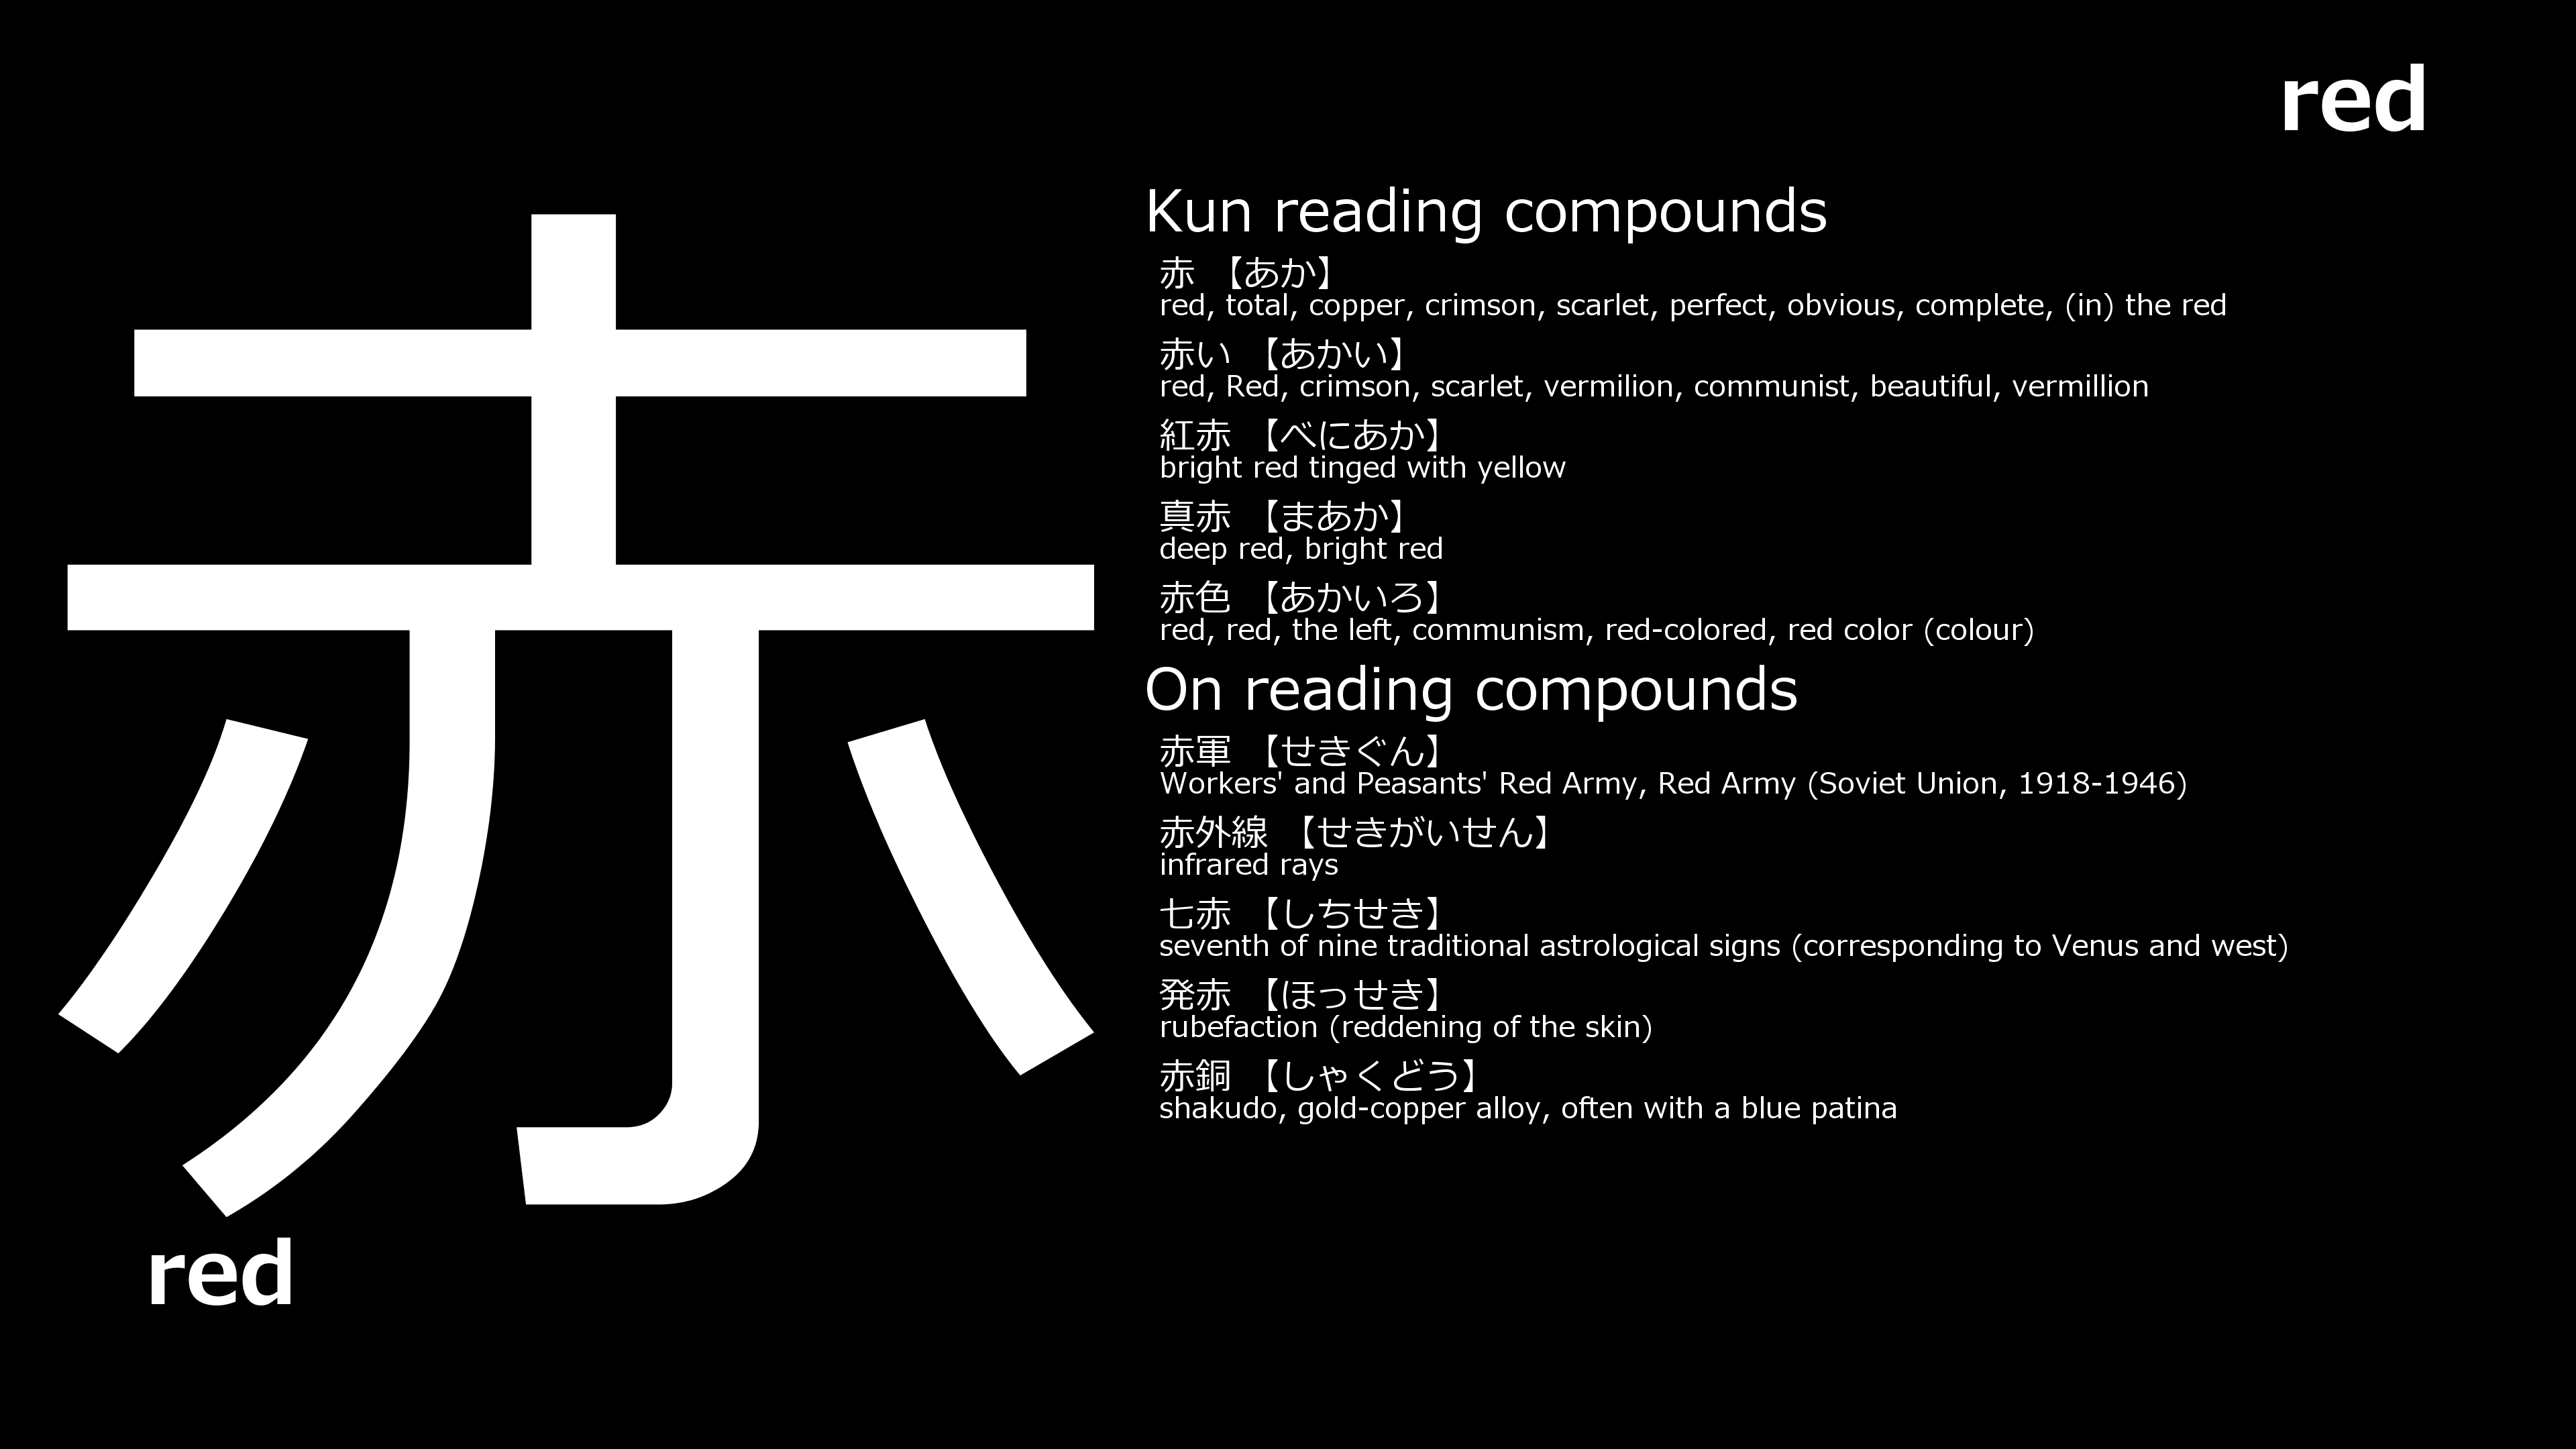 red
赤
red
Kun reading compounds
赤 【あか】
red, total, copper, crimson, scarlet, perfect, obvious, complete, (in) the red
赤い 【あかい】
red, Red, crimson, scarlet, vermilion, communist, beautiful, vermillion
紅赤 【べにあか】
bright red tinged with yellow
真赤 【まあか】
deep red, bright red
赤色 【あかいろ】
red, red, the left, communism, red-colored, red color (colour)
On reading compounds
赤軍 【せきぐん】
Workers' and Peasants' Red Army, Red Army (Soviet Union, 1918-1946)
赤外線 【せきがいせん】
infrared rays
七赤 【しちせき】
seventh of nine traditional astrological signs (corresponding to Venus and west)
発赤 【ほっせき】
rubefaction (reddening of the skin)
赤銅 【しゃくどう】
shakudo, gold-copper alloy, often with a blue patina